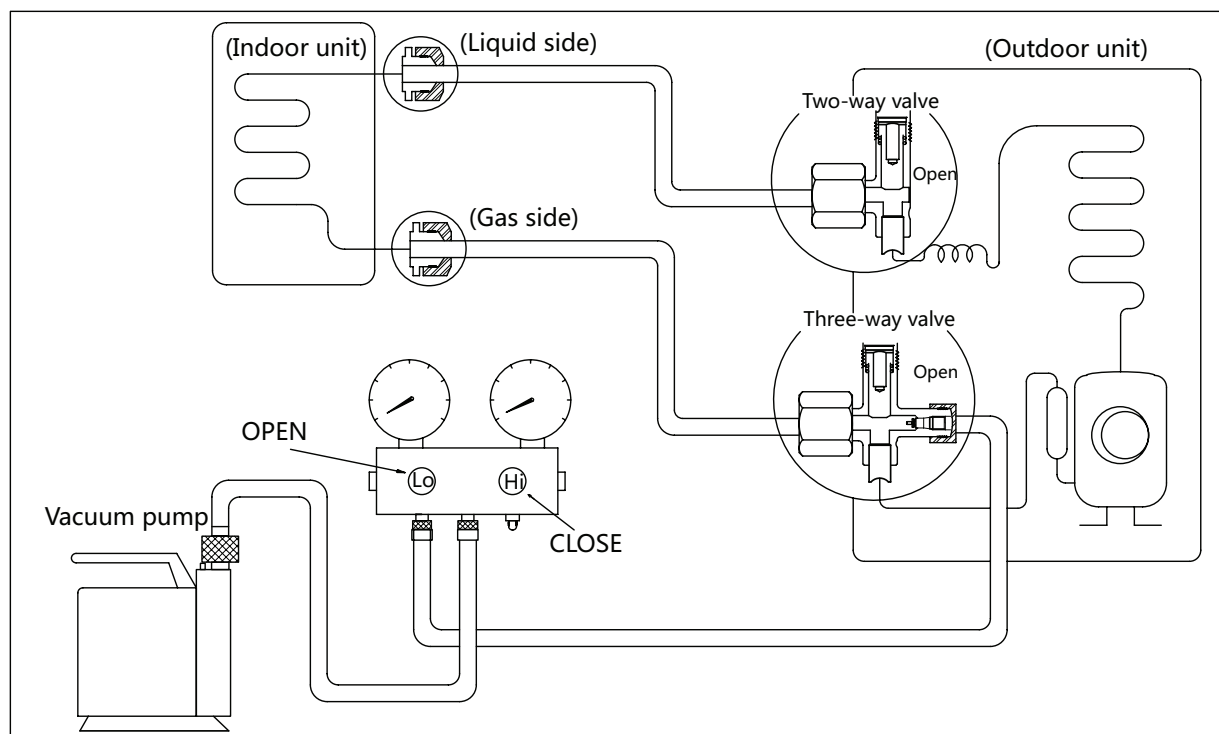 (Indoor unit)
(Liquid side)
(Outdoor unit)
Two-way valve
Open
(Gas side)
Three-way valve
Open
OPEN
Lo
Hi
Vacuum pump
CLOSE